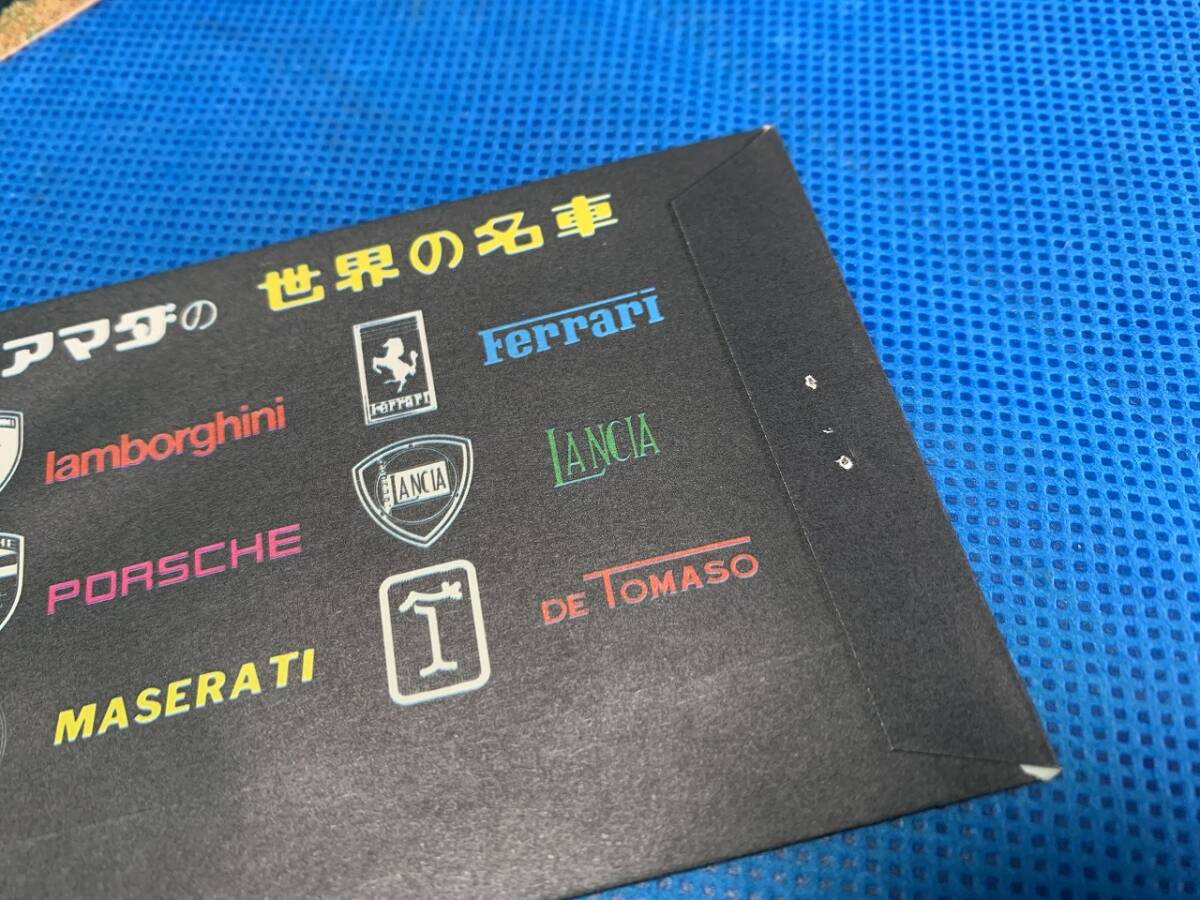 アマダの 世界の名車
Ferrari
Ferrari
lamborghini
LANCIA
LANCIA
PORSCHE
DE TOMASO
MASERATI